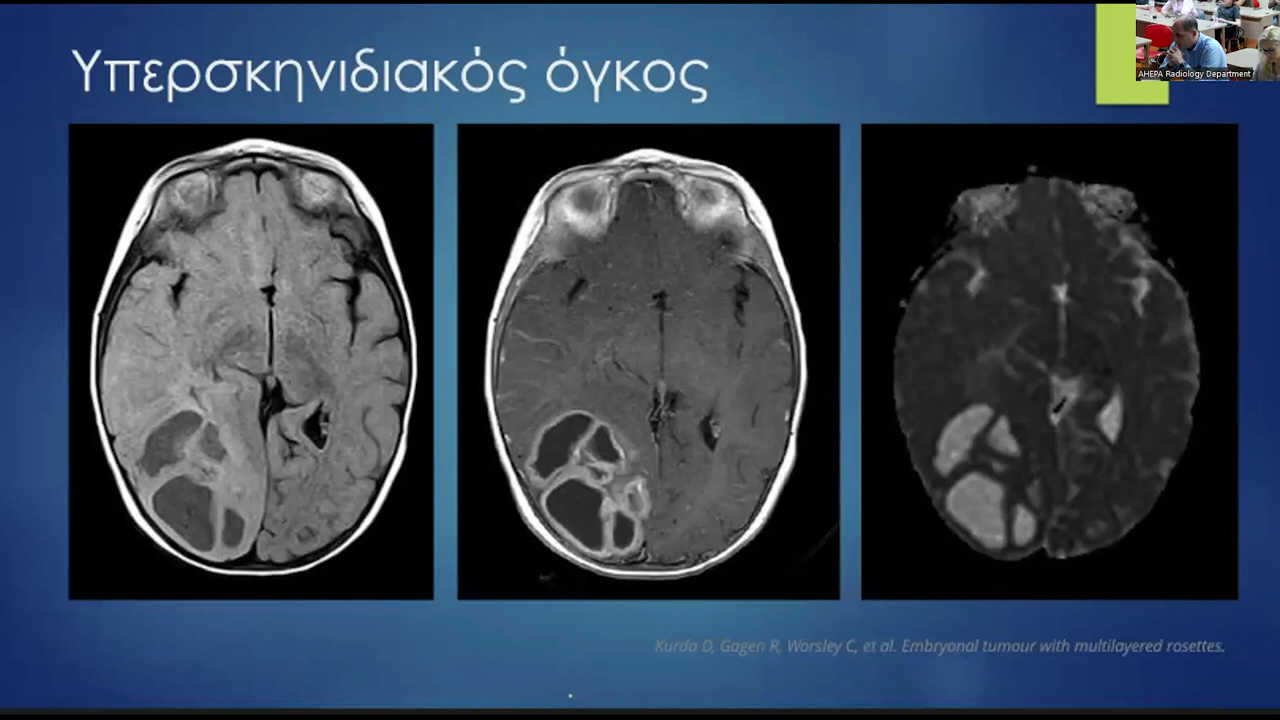 Υπερσκηνιδιακός όγκος
AHEPA Radiology Department
Kurda D, Gagen R, Worsley C, et al. Embryonal tumour with multilayered rosettes.